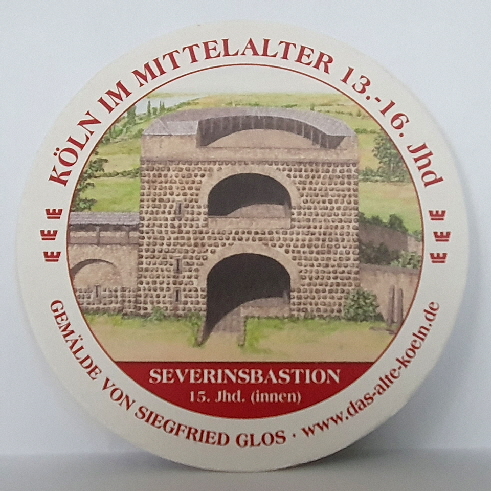 KÖLN IM MITTELALTER 13.-16. Jhd
SEVERINSBASTION
15. Jhd. (innen)
GEMÄLDE VON SIEGFRIED GLOS · www.das-alte-koeln.de